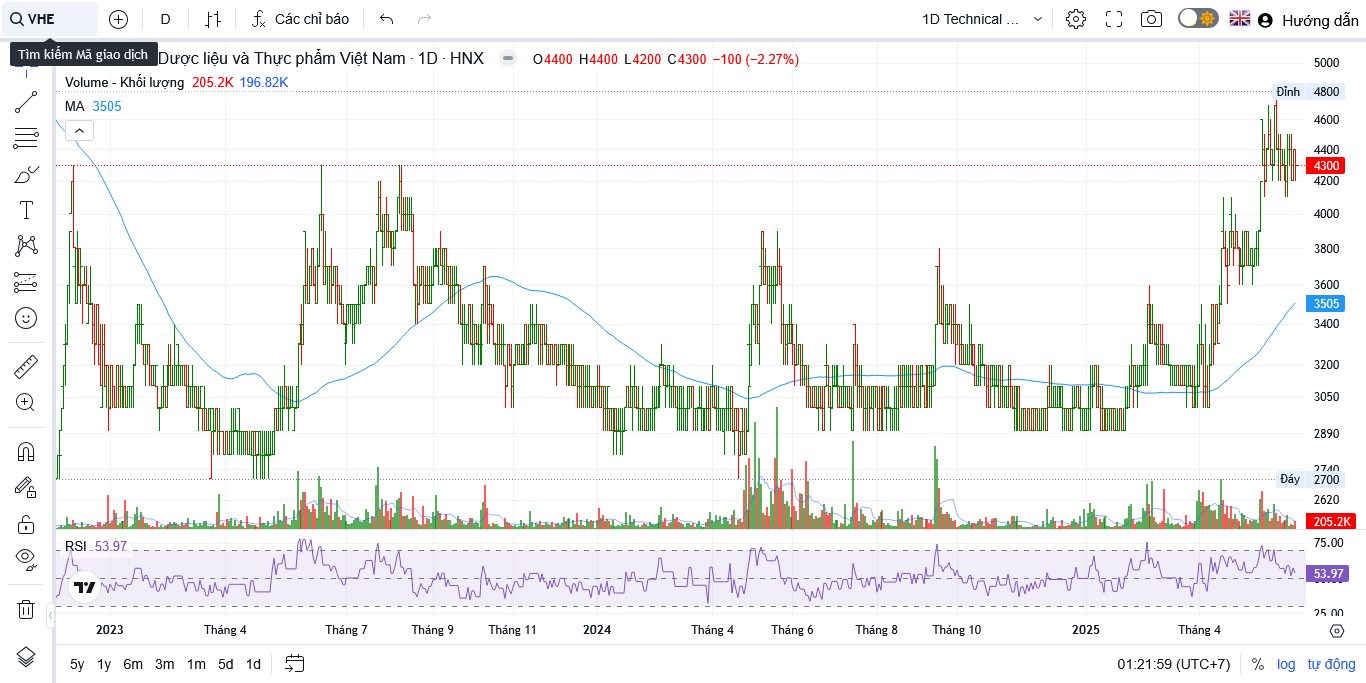 VHE
D
Các chỉ báo
1D Technical ...
Hướng dẫn
Tìm kiếm Mã giao dịch
Dược liệu và Thực phẩm Việt Nam · 1D · HNX
O4400 H4400 L4200 C4300 −100 (−2.27%)
Volume - Khối lượng 205.2K 196.82K
MA 3505
5000
Đỉnh 4800
4600
4400
4300
4200
4000
3800
3600
3505
3400
3200
3050
2890
2740
Đáy 2700
2620
205.2K
RSI 53.97
75.00
53.97
25.00
2023
Tháng 4
Tháng 7
Tháng 9
Tháng 11
2024
Tháng 4
Tháng 6
Tháng 8
Tháng 10
2025
Tháng 4
5y 1y 6m 3m 1m 5d 1d
01:21:59 (UTC+7)
% log tự động